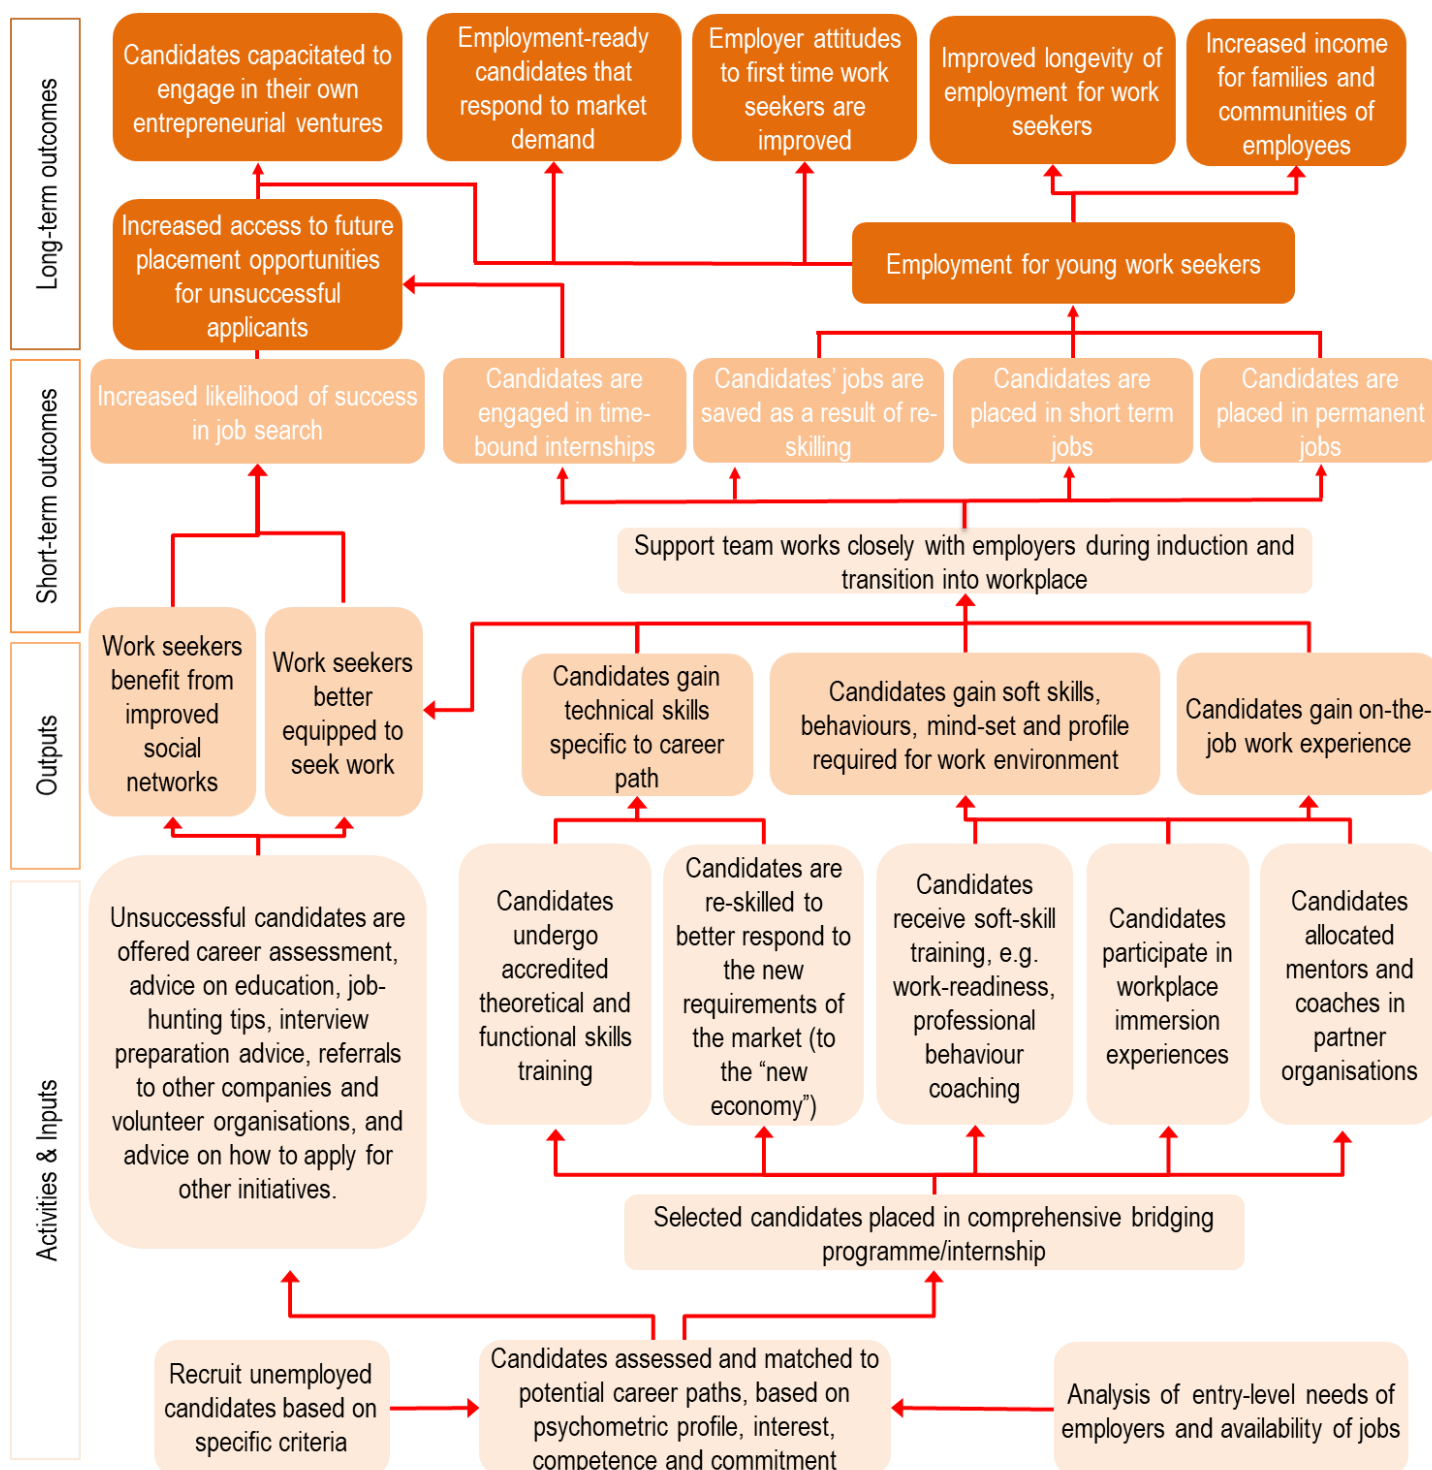 Long-term outcomes
Candidates capacitated to
engage in their own
entrepreneurial ventures
Employment-ready
candidates that
respond to market
demand
Employer attitudes
to first time work
seekers are
improved
Improved longevity of
employment for work
seekers
Increased income
for families and
communities of
employees
Increased access to future
placement opportunities
for unsuccessful
applicants
Employment for young work seekers
Short-term outcomes
Increased likelihood of success
in job search
Candidates are
engaged in time-
bound internships
Candidates’ jobs are
saved as a result of re-
skilling
Candidates are
placed in short term
jobs
Candidates are
placed in permanent
jobs
Support team works closely with employers during induction and
transition into workplace
Outputs
Work seekers
benefit from
improved
social
networks
Work seekers
better
equipped to
seek work
Candidates gain
technical skills
specific to career
path
Candidates gain soft skills,
behaviours, mind-set and profile
required for work environment
Candidates gain on-the-
job work experience
Activities & Inputs
Unsuccessful candidates are
offered career assessment,
advice on education, job-
hunting tips, interview
preparation advice, referrals
to other companies and
volunteer organisations, and
advice on how to apply for
other initiatives.
Candidates
undergo
accredited
theoretical and
functional skills
training
Candidates are
re-skilled to
better respond to
the new
requirements of
the market (to
the “new
economy”)
Candidates
receive soft-skill
training, e.g.
work-readiness,
professional
behaviour
coaching
Candidates
participate in
workplace
immersion
experiences
Candidates
allocated
mentors and
coaches in
partner
organisations
Selected candidates placed in comprehensive bridging
programme/internship
Recruit unemployed
candidates based on
specific criteria
Candidates assessed and matched to
potential career paths, based on
psychometric profile, interest,
competence and commitment
Analysis of entry-level needs of
employers and availability of jobs